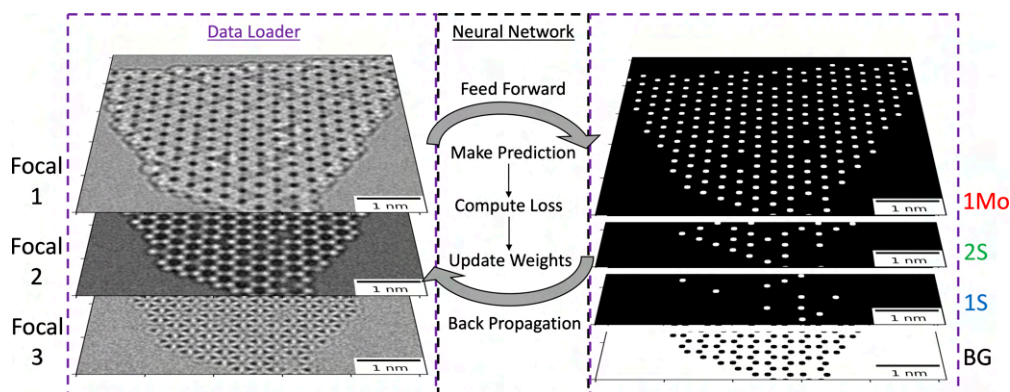 Data Loader
Neural Network
Feed Forward
Make Prediction
Compute Loss
Update Weights
Back Propagation
Focal
1
1 nm
Focal
2
1 nm
Focal
3
1 nm
1 nm
1Mo
1 nm
2S
1 nm
1S
1 nm
BG